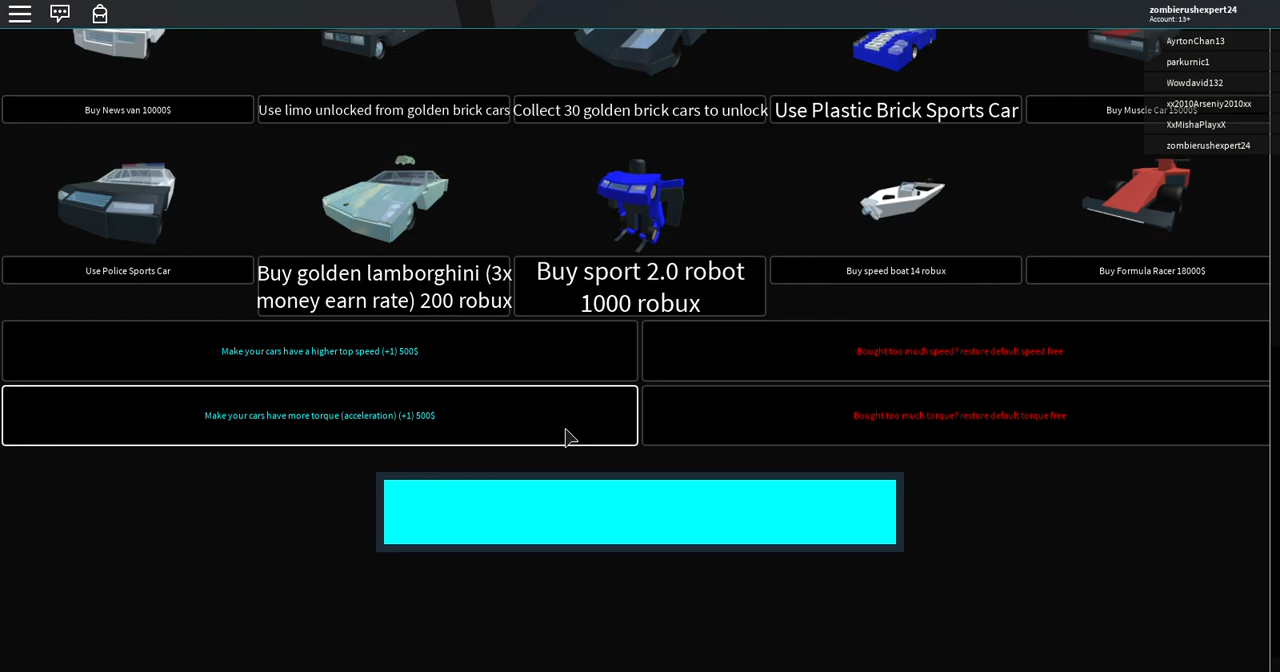 zombierushexpert24
Account: 13+
AyrtonChan13
parkurnic1
Wowdavid132
xx2010Arseniy2010xx
XxMishaPlayxX
zombierushexpert24
Buy News van 10000$
Use limo unlocked from golden brick cars
Collect 30 golden brick cars to unlock
Use Plastic Brick Sports Car
Buy Muscle Car 15000$
Use Police Sports Car
Buy golden lamborghini (3x
money earn rate) 200 robux
Buy sport 2.0 robot
1000 robux
Buy speed boat 14 robux
Buy Formula Racer 18000$
Make your cars have a higher top speed (+1) 500$
Bought too much speed? restore default speed free
Make your cars have more torque (acceleration) (+1) 500$
Bought too much torque? restore default torque free